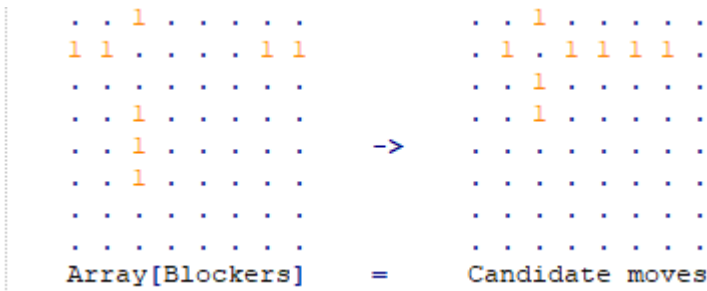 . . 1 . . . . .   . . 1 . . . . .
1 1 . . . . 1 1   . 1 . 1 1 1 1 .
. . . . . . . .   . . 1 . . . . .
. . 1 . . . . .   . . 1 . . . . .
. . 1 . . . . .   ->   . . . . . . . .
. . 1 . . . . .   . . . . . . . .
. . . . . . . .   . . . . . . . .
. . . . . . . .   . . . . . . . .
Array[Blockers]   =   Candidate moves